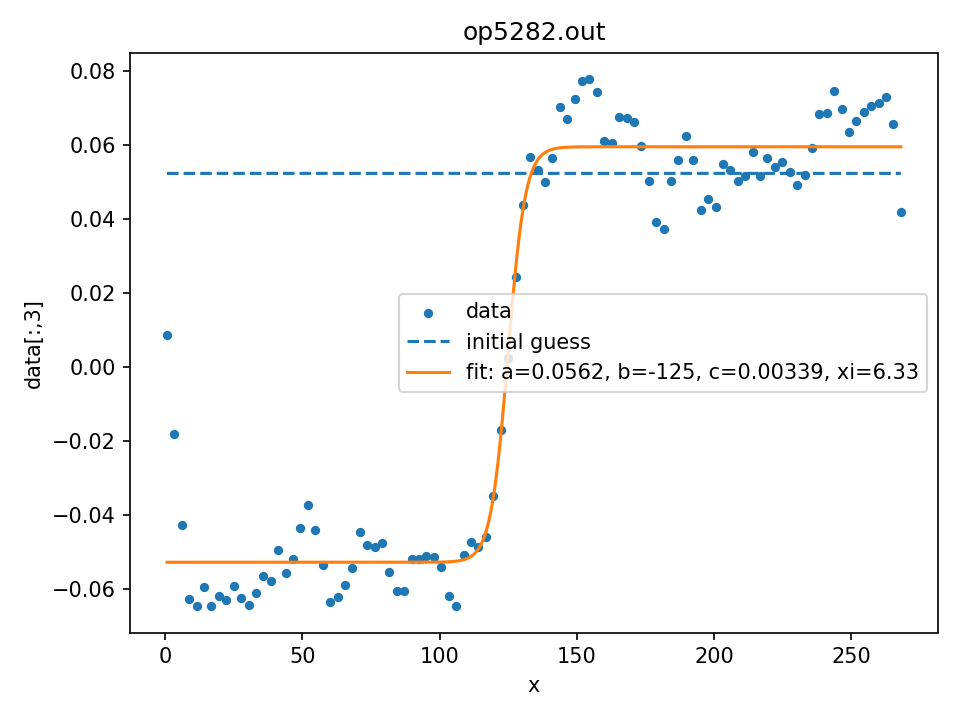 op5282.out
0.08
0.06
0.04
0.02
0.00
−0.02
−0.04
−0.06
data[:,3]
data
initial guess
fit: a=0.0562, b=-125, c=0.00339, xi=6.33
0 50 100 150 200 250
x